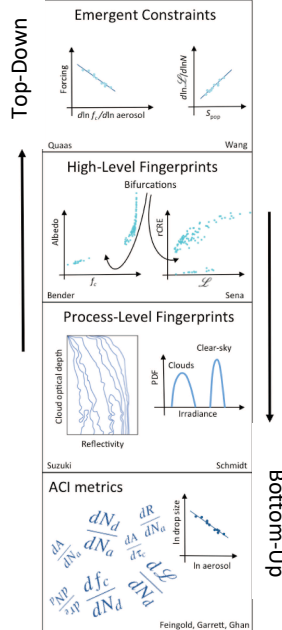 Top-Down
Emergent Constraints
Forcing
dln f_c/dln aerosol
dlnℒ/dlnN
S_pop
Quaas
Wang
High-Level Fingerprints
Bifurcations
Albedo
f_c
rCRE
ℒ
Bender
Sena
Process-Level Fingerprints
Cloud optical depth
Reflectivity
PDF
Clouds
Clear-sky
Irradiance
Suzuki
Schmidt
Bottom-Up
ACI metrics
dA/dN_a
dN_d/dN_a
dR/dN_a
dA/dτ_c
df_c/dN_d
dℒ/dN_d
ln drop size
ln aerosol
Feingold, Garrett, Ghan